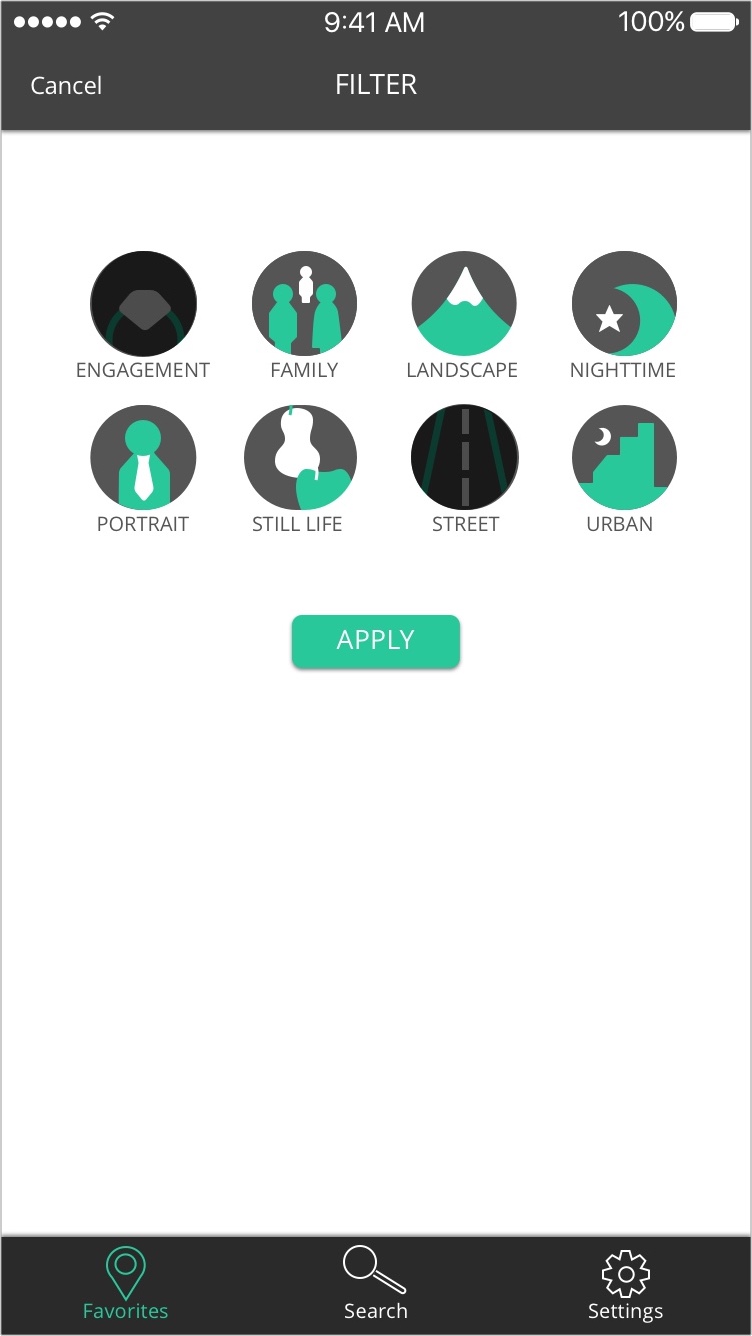 9:41 AM 100%
Cancel FILTER
ENGAGEMENT FAMILY LANDSCAPE NIGHTTIME
PORTRAIT STILL LIFE STREET URBAN
APPLY
Favorites Search Settings